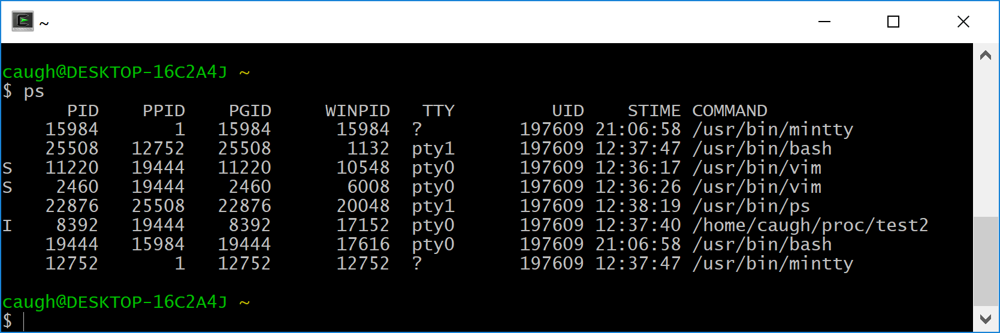 ~
caugh@DESKTOP-16C2A4J ~
$ ps
      PID    PPID    PGID     WINPID   TTY         UID    STIME COMMAND
    15984       1   15984      15984  ?         197609 21:06:58 /usr/bin/mintty
    25508   12752   25508       1132  pty1      197609 12:37:47 /usr/bin/bash
S   11220   19444   11220      10548  pty0      197609 12:36:17 /usr/bin/vim
S    2460   19444    2460       6008  pty0      197609 12:36:26 /usr/bin/vim
    22876   25508   22876      20048  pty1      197609 12:38:19 /usr/bin/ps
I    8392   19444    8392      17152  pty0      197609 12:37:40 /home/caugh/proc/test2
    19444   15984   19444      17616  pty0      197609 21:06:58 /usr/bin/bash
    12752       1   12752      12752  ?         197609 12:37:47 /usr/bin/mintty
caugh@DESKTOP-16C2A4J ~
$